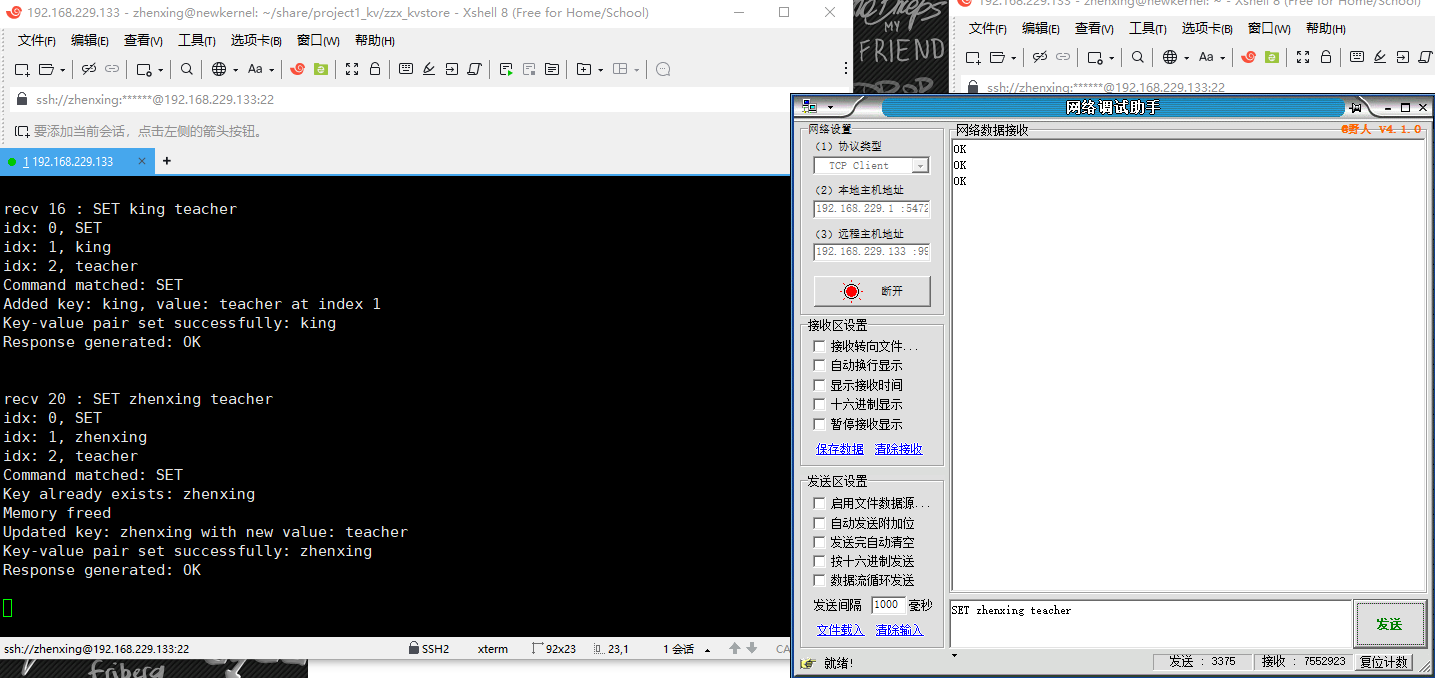 192.168.229.133 - zhenxing@newkernel: ~/share/project1_kv/zzx_kvstore - Xshell 8 (Free for Home/School)
文件(F) 编辑(E) 查看(V) 工具(T) 选项卡(B) 窗口(W) 帮助(H)
ssh://zhenxing:******@192.168.229.133:22
要添加当前会话，点击左侧的箭头按钮。
1 192.168.229.133
recv 16 : SET king teacher
idx: 0, SET
idx: 1, king
idx: 2, teacher
Command matched: SET
Added key: king, value: teacher at index 1
Key-value pair set successfully: king
Response generated: OK
recv 20 : SET zhenxing teacher
idx: 0, SET
idx: 1, zhenxing
idx: 2, teacher
Command matched: SET
Key already exists: zhenxing
Memory freed
Updated key: zhenxing with new value: teacher
Key-value pair set successfully: zhenxing
Response generated: OK
ssh://zhenxing@192.168.229.133:22 SSH2 xterm 92x23 23,1 1 会话 CA
friberg
MY
FRIEND
192.168.229.133 - zhenxing@newkernel: ~ - Xshell 8 (Free for Home/School)
文件(F) 编辑(E) 查看(V) 工具(T) 选项卡(B) 窗口(W) 帮助(H)
ssh://zhenxing:******@192.168.229.133:22
网络调试助手
网络设置
(1) 协议类型
TCP Client
(2) 本地主机地址
192.168.229.1 :5472
(3) 远程主机地址
192.168.229.133 :99
断开
接收区设置
接收转向文件...
自动换行显示
显示接收时间
十六进制显示
暂停接收显示
保存数据 清除接收
发送区设置
启用文件数据源...
自动发送附加位
发送完自动清空
按十六进制发送
数据流循环发送
发送间隔 1000 毫秒
文件载入 清除输入
网络数据接收
野人 V4.1.0
OK
OK
OK
SET zhenxing teacher
发送
就绪!
发送 : 3375 接收 : 7552923 复位计数